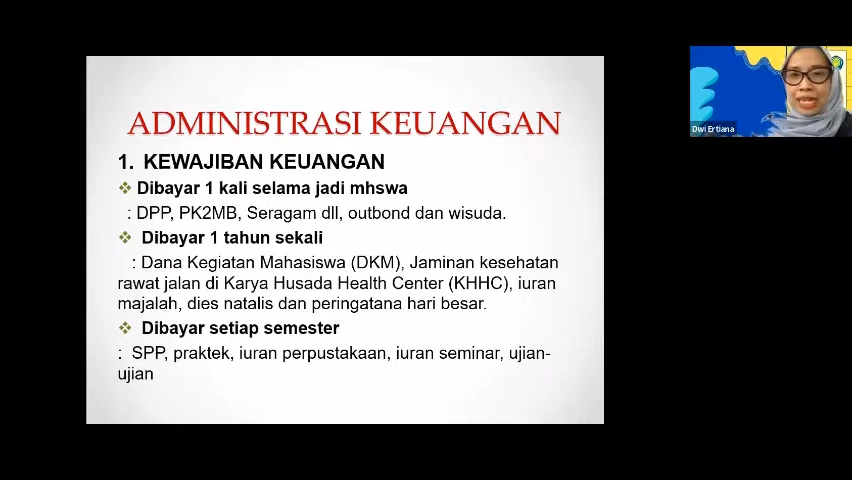 ADMINISTRASI KEUANGAN
1. KEWAJIBAN KEUANGAN
Dibayar 1 kali selama jadi mhswa
: DPP, PK2MB, Seragam dll, outbond dan wisuda.
Dibayar 1 tahun sekali
: Dana Kegiatan Mahasiswa (DKM), Jaminan kesehatan
rawat jalan di Karya Husada Health Center (KHHC), iuran
majalah, dies natalis dan peringatana hari besar.
Dibayar setiap semester
: SPP, praktek, iuran perpustakaan, iuran seminar, ujian-
ujian
Dwi Ertiana